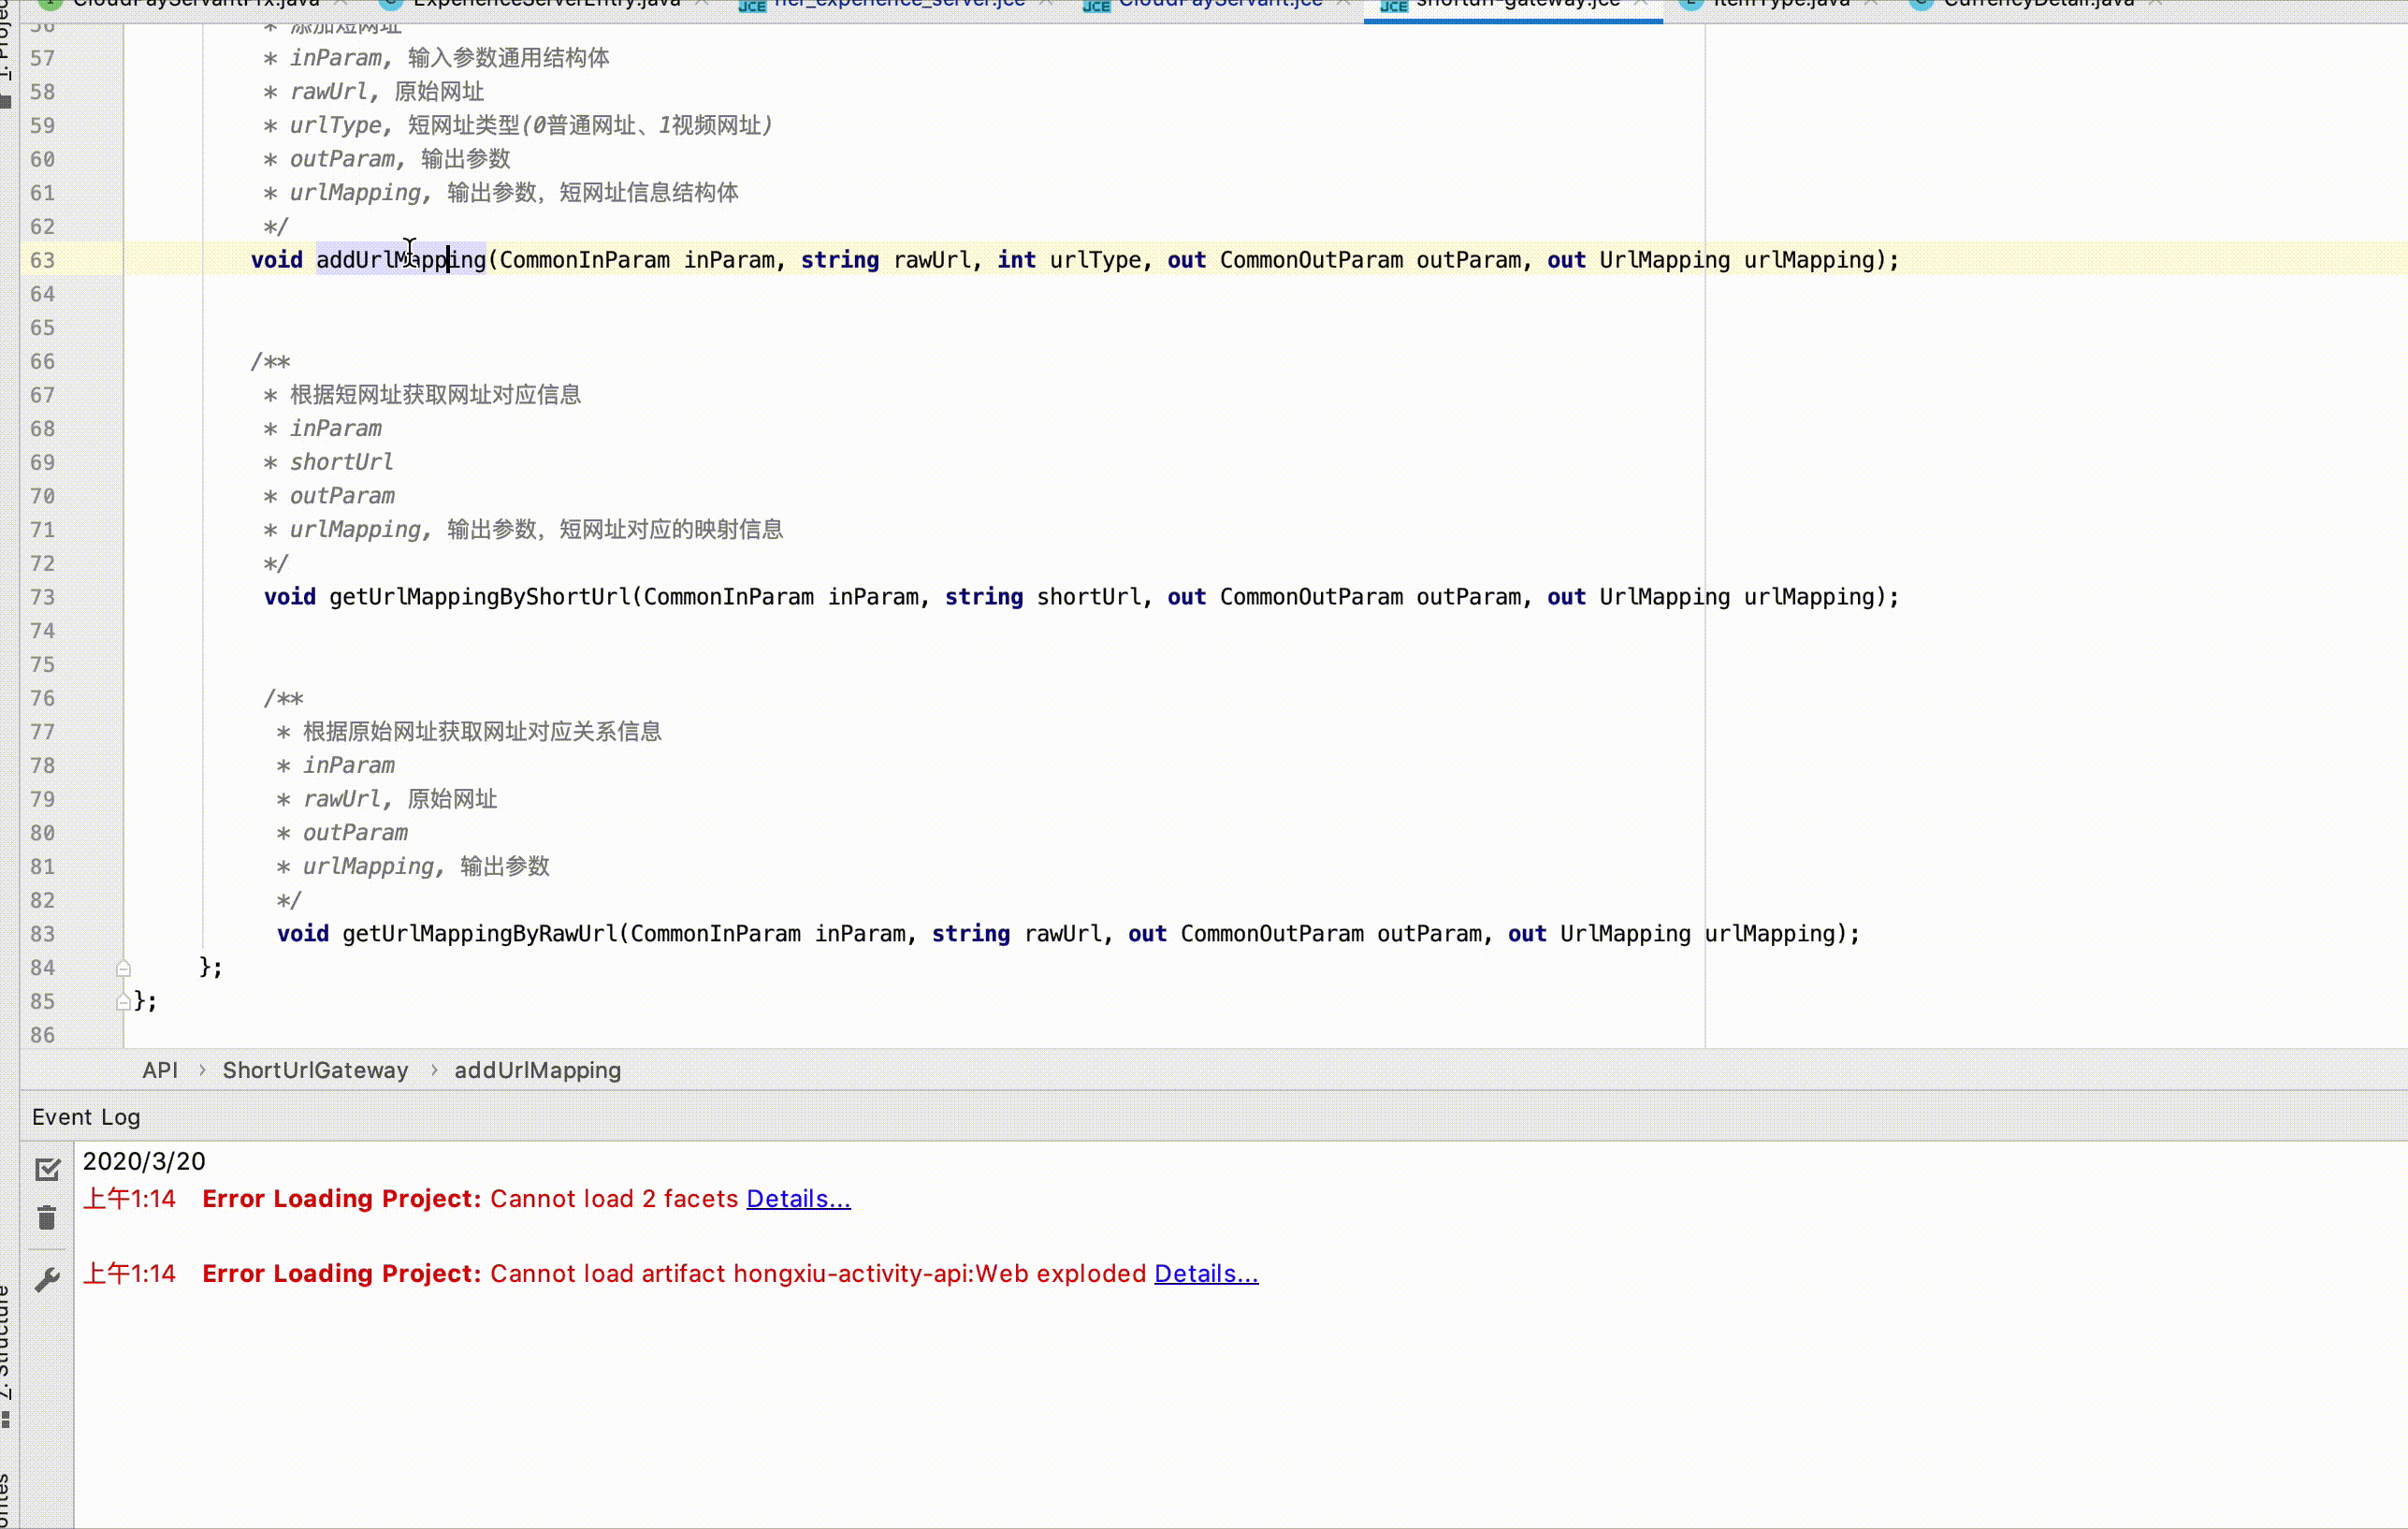 CloudPayServantPrx.java ExperienceServerEntry.java her_experience_server.jce CloudPayServant.jce shorturl-gateway.jce ItemType.java CurrencyDetail.java
56 * 添加短网址
57 * inParam, 输入参数通用结构体
58 * rawUrl, 原始网址
59 * urlType, 短网址类型(0普通网址、1视频网址)
60 * outParam, 输出参数
61 * urlMapping, 输出参数，短网址信息结构体
62 */
63 void addUrlMapping(CommonInParam inParam, string rawUrl, int urlType, out CommonOutParam outParam, out UrlMapping urlMapping);
64
65
66 /**
67 * 根据短网址获取网址对应信息
68 * inParam
69 * shortUrl
70 * outParam
71 * urlMapping, 输出参数，短网址对应的映射信息
72 */
73 void getUrlMappingByShortUrl(CommonInParam inParam, string shortUrl, out CommonOutParam outParam, out UrlMapping urlMapping);
74
75
76 /**
77 * 根据原始网址获取网址对应关系信息
78 * inParam
79 * rawUrl, 原始网址
80 * outParam
81 * urlMapping, 输出参数
82 */
83 void getUrlMappingByRawUrl(CommonInParam inParam, string rawUrl, out CommonOutParam outParam, out UrlMapping urlMapping);
84 };
85 };
86
API › ShortUrlGateway › addUrlMapping
Event Log
2020/3/20
上午1:14 Error Loading Project: Cannot load 2 facets Details...
上午1:14 Error Loading Project: Cannot load artifact hongxiu-activity-api:Web exploded Details...
Z: Structure